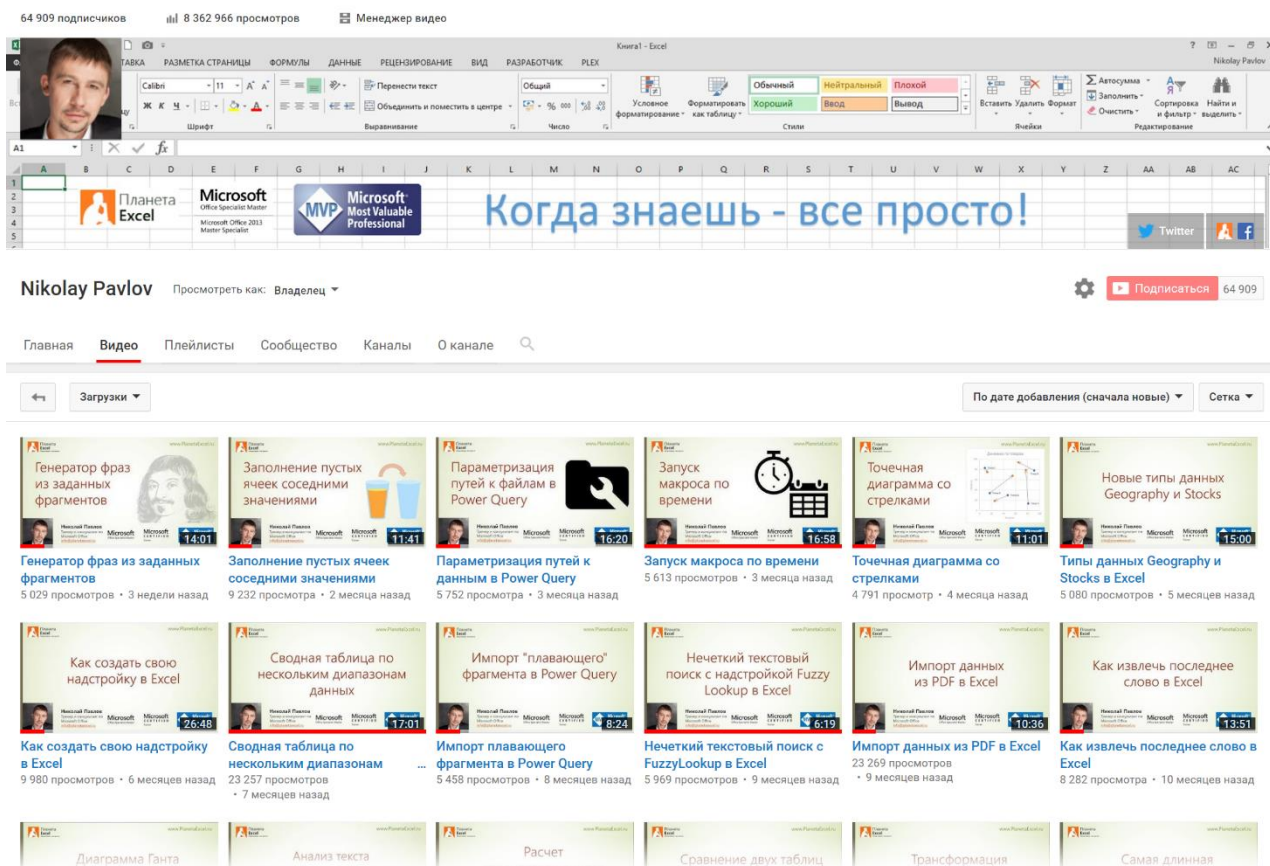 64 909 подписчиков 8 362 966 просмотров Менеджер видео
Книга1 - Excel
РАЗМЕТКА СТРАНИЦЫ ФОРМУЛЫ ДАННЫЕ РЕЦЕНЗИРОВАНИЕ ВИД РАЗРАБОТЧИК PLEX Nikolay Pavlov
Calibri 11 Перенести текст Общий Обычный Нейтральный Плохой Автосумма
Ж К Ч Объединить и поместить в центре Условное форматирование Форматировать как таблицу Хороший Ввод Вывод Вставить Удалить Формат Заполнить Очистить Сортировка и фильтр Найти и выделить
Шрифт Выравнивание Число Стили Ячейки Редактирование
A1 fx
A B C D E F G H I J K L M N O P Q R S T U V W X Y Z AA AB AC
1
2
3
4
5
Планета Excel
Microsoft
Office Specialist Master
Microsoft Office 2013
Master Specialist
MVP Microsoft Most Valuable Professional
Когда знаешь - все просто!
Twitter
Nikolay Pavlov Просмотреть как: Владелец Подписаться 64 909
Главная Видео Плейлисты Сообщество Каналы О канале
Загрузки По дате добавления (сначала новые) Сетка
Генератор фраз из заданных фрагментов
14:01
Заполнение пустых ячеек соседними значениями
11:41
Параметризация путей к файлам в Power Query
16:20
Запуск макроса по времени
16:58
Точечная диаграмма со стрелками
11:01
Новые типы данных Geography и Stocks
15:00
Генератор фраз из заданных фрагментов
5 029 просмотров • 3 недели назад
Заполнение пустых ячеек соседними значениями
9 232 просмотра • 2 месяца назад
Параметризация путей к данным в Power Query
5 752 просмотра • 3 месяца назад
Запуск макроса по времени
5 613 просмотров • 3 месяца назад
Точечная диаграмма со стрелками
4 791 просмотр • 4 месяца назад
Типы данных Geography и Stocks в Excel
5 080 просмотров • 5 месяцев назад
Как создать свою надстройку в Excel
26:48
Сводная таблица по нескольким диапазонам данных
17:01
Импорт "плавающего" фрагмента в Power Query
8:24
Нечеткий текстовый поиск с надстройкой Fuzzy Lookup в Excel
6:19
Импорт данных из PDF в Excel
10:36
Как извлечь последнее слово в Excel
13:51
Как создать свою надстройку в Excel
9 980 просмотров • 6 месяцев назад
Сводная таблица по нескольким диапазонам ...
23 257 просмотров • 7 месяцев назад
Импорт плавающего фрагмента в Power Query
5 458 просмотров • 8 месяцев назад
Нечеткий текстовый поиск с FuzzyLookup в Excel
5 969 просмотров • 9 месяцев назад
Импорт данных из PDF в Excel
23 269 просмотров • 9 месяцев назад
Как извлечь последнее слово в Excel
8 282 просмотра • 10 месяцев назад
Диаграмма Ганта
Анализ текста
Расчет
Сравнение двух таблиц
Трансформация
Самая длинная